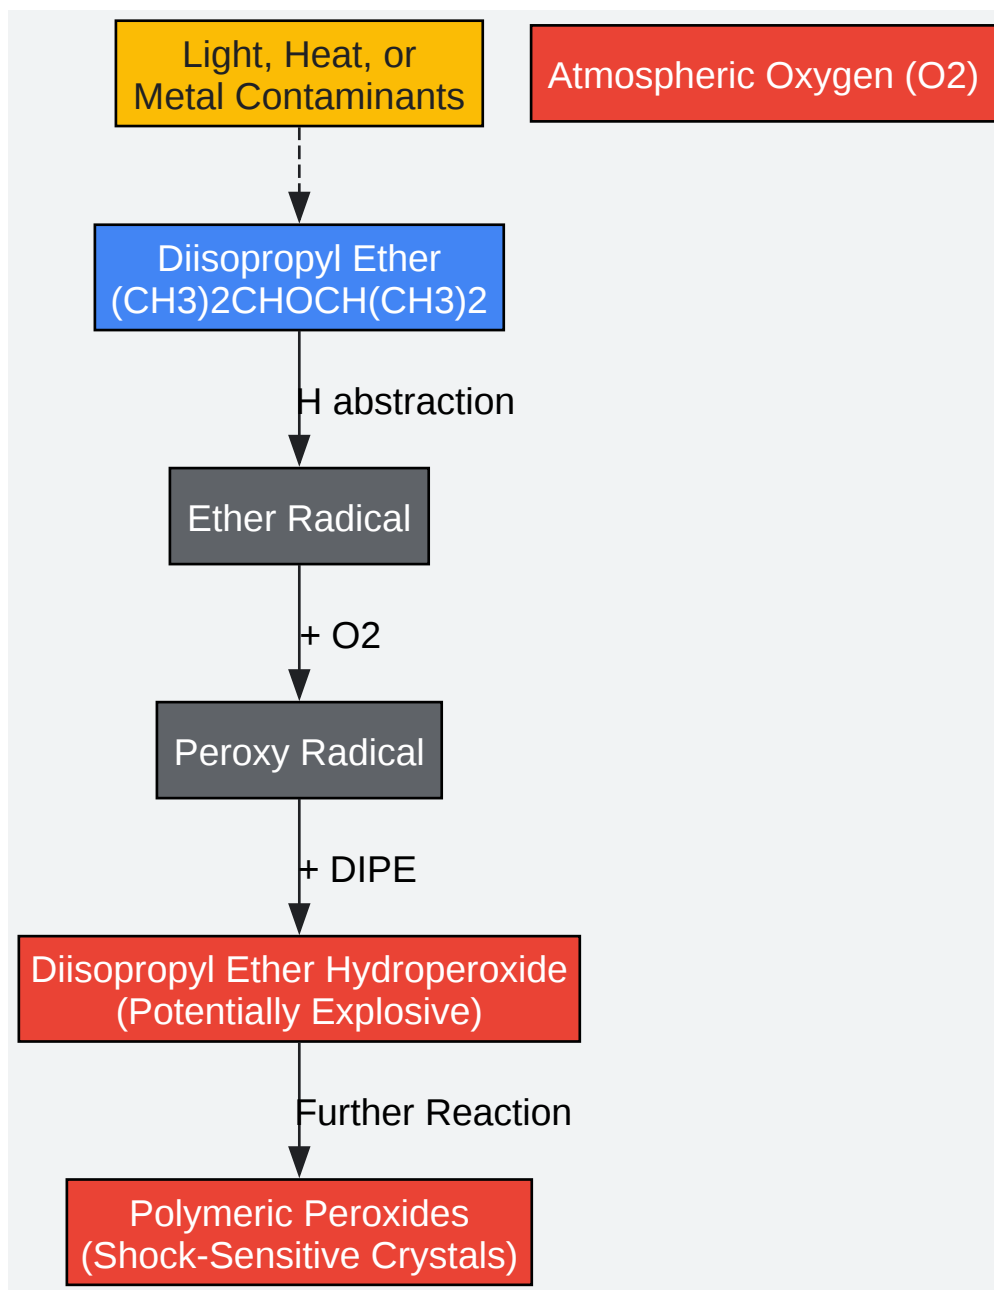 Light, Heat, or
Metal Contaminants
Atmospheric Oxygen (O2)
Diisopropyl Ether
(CH3)2CHOCH(CH3)2
H abstraction
Ether Radical
+ O2
Peroxy Radical
+ DIPE
Diisopropyl Ether Hydroperoxide
(Potentially Explosive)
Further Reaction
Polymeric Peroxides
(Shock-Sensitive Crystals)